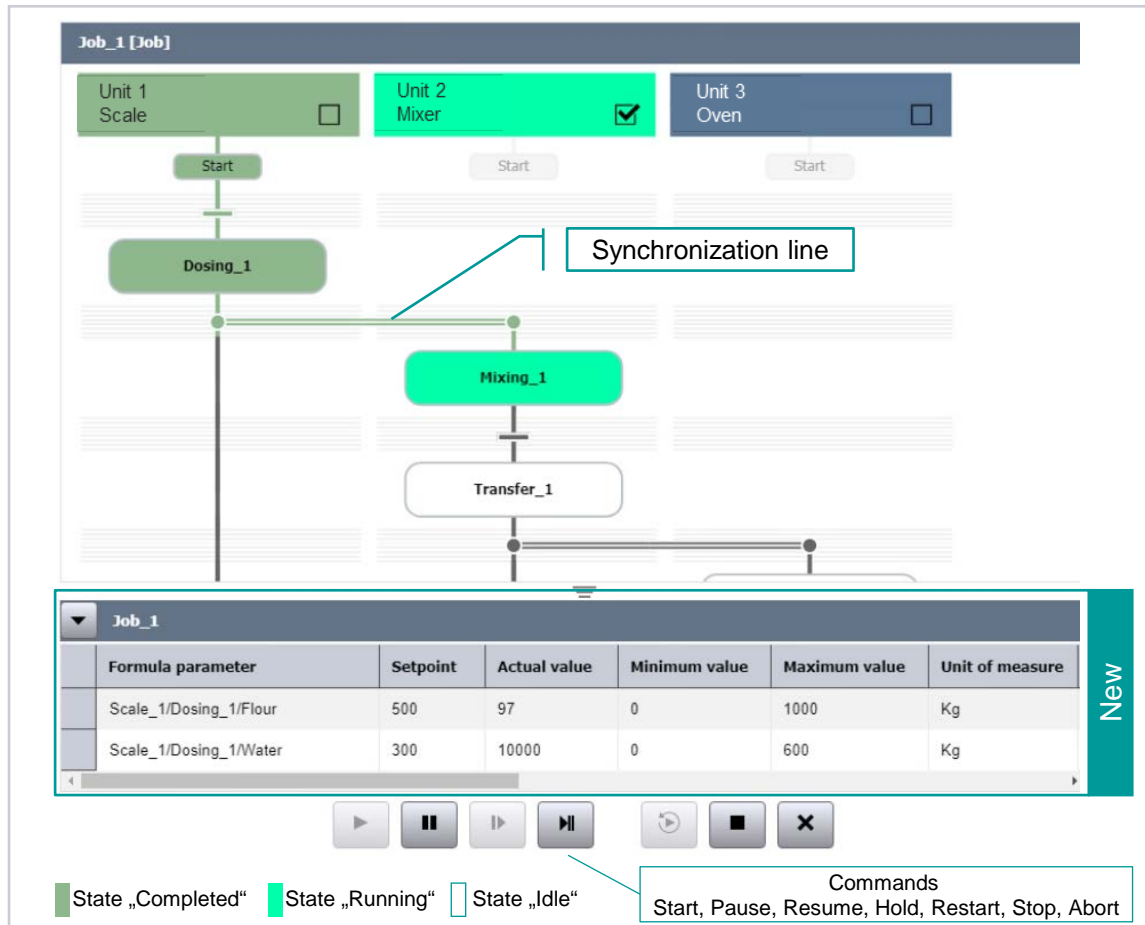 Job_1 [Job]
Unit 1
Scale
Unit 2
Mixer
Unit 3
Oven
Start
Start
Start
Synchronization line
Dosing_1
Mixing_1
Transfer_1
Job_1
Formula parameter Setpoint Actual value Minimum value Maximum value Unit of measure
Scale_1/Dosing_1/Flour 500 97 0 1000 Kg
Scale_1/Dosing_1/Water 300 10000 0 600 Kg
New
State „Completed“ State „Running“ State „Idle“
Commands
Start, Pause, Resume, Hold, Restart, Stop, Abort